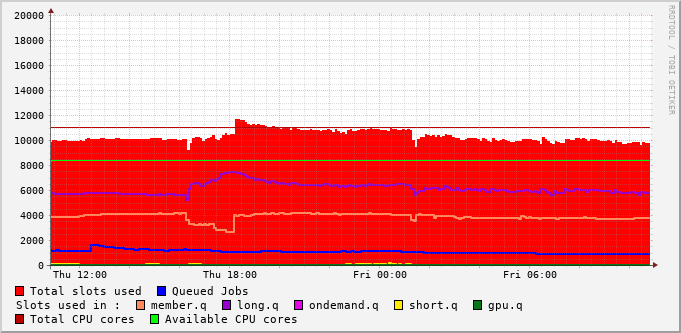 20000
18000
16000
14000
12000
10000
8000
6000
4000
2000
0
Thu 12:00 Thu 18:00 Fri 00:00 Fri 06:00
Total slots used Queued Jobs
Slots used in : member.q long.q ondemand.q short.q gpu.q
Total CPU cores Available CPU cores
RRDTOOL / TOBI OETIKER